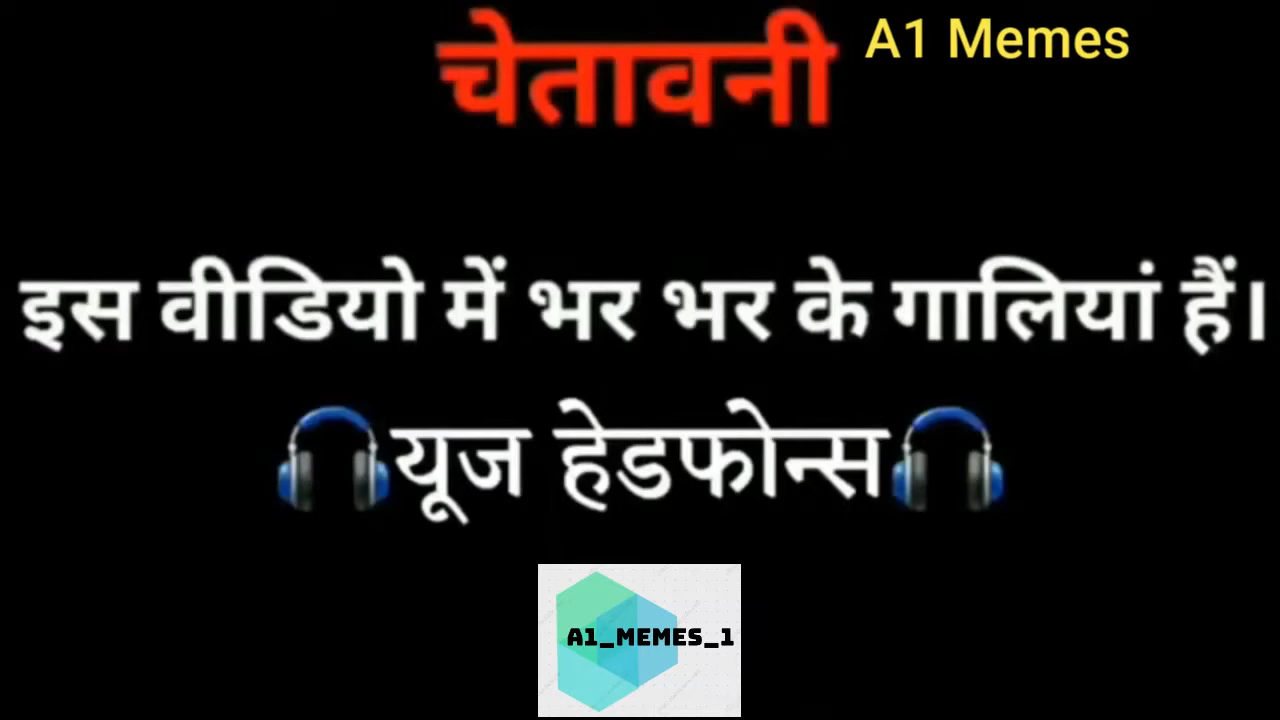 चेतावनी
A1 Memes
इस वीडियो में भर भर के गालियां हैं।
🎧यूज हेडफोन्स🎧
A1_MEMES_1